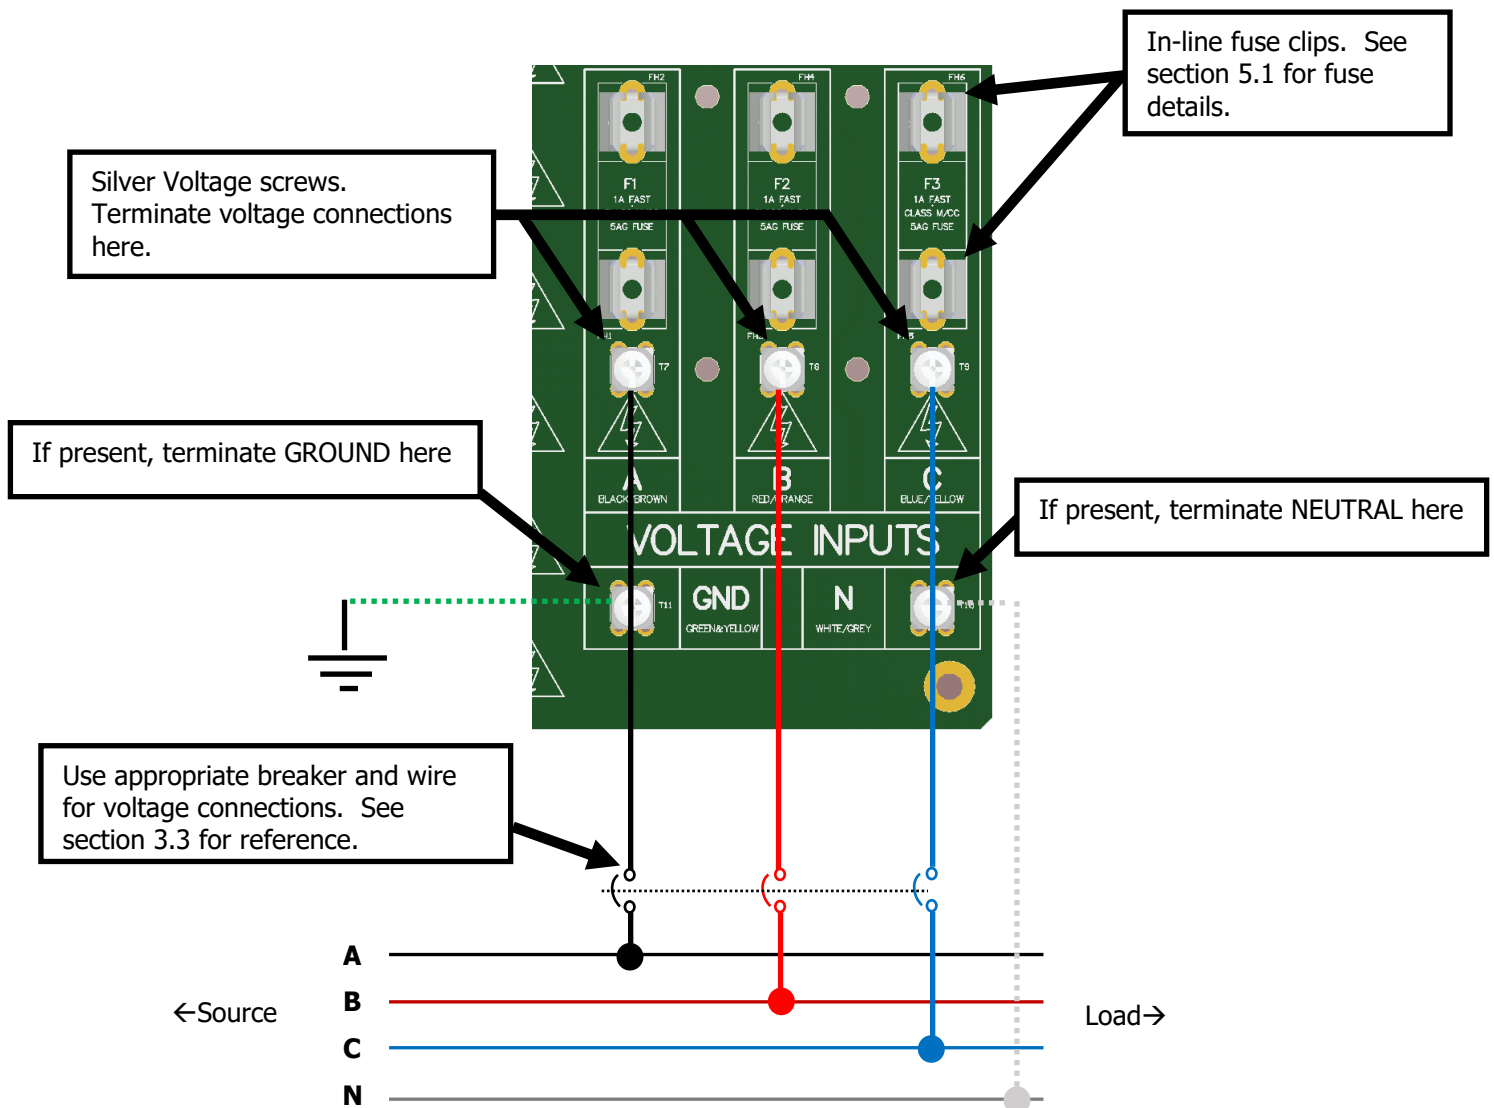 In-line fuse clips. See
section 5.1 for fuse
details.
FH2
FH4
FH6
Silver Voltage screws.
Terminate voltage connections
here.
F1
1A FAST
5AG FUSE
F2
1A FAST
5AG FUSE
F3
1A FAST
CLASS M/CC
5AG FUSE
T7
T9
If present, terminate GROUND here
A
BLACK/BROWN
B
RED/ORANGE
C
BLUE/YELLOW
If present, terminate NEUTRAL here
VOLTAGE INPUTS
T11
GND
GREEN&YELLOW
N
WHITE/GREY
Use appropriate breaker and wire
for voltage connections. See
section 3.3 for reference.
A
B
←Source
Load→
C
N